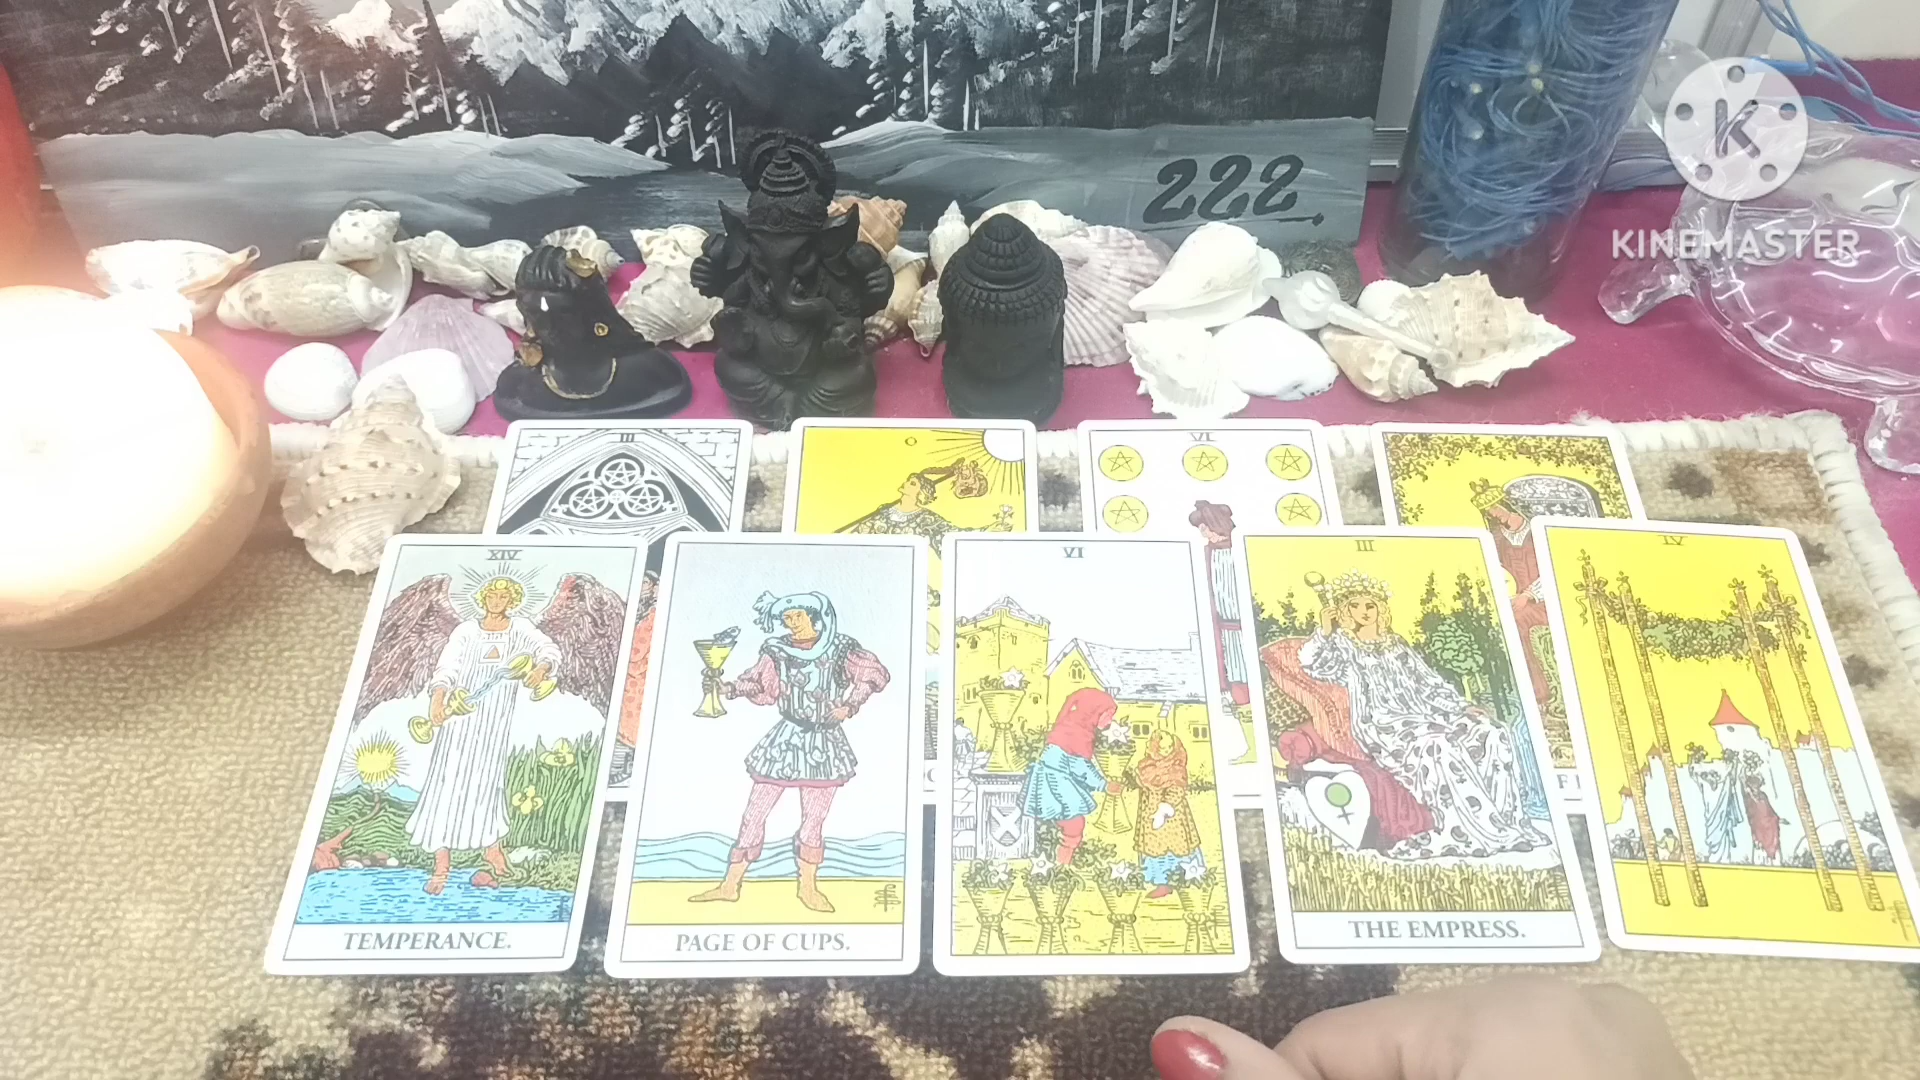 222
K
KINEMASTER
III
VI
XIV
VI
III
IV
TEMPERANCE.
PAGE OF CUPS.
THE EMPRESS.